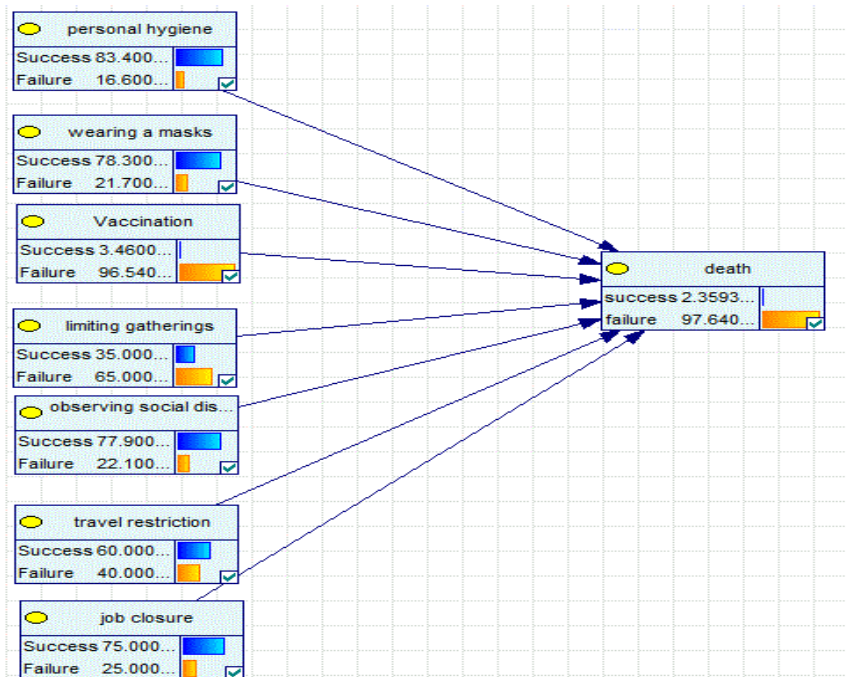 personal hygiene
Success 83.400...
Failure 16.600...
wearing a masks
Success 78.300...
Failure 21.700...
Vaccination
Success 3.4600...
Failure 96.540...
limiting gatherings
Success 35.000...
Failure 65.000...
observing social dis...
Success 77.900...
Failure 22.100...
travel restriction
Success 60.000...
Failure 40.000...
job closure
Success 75.000...
Failure 25.000...
death
success 2.3593...
failure 97.640...